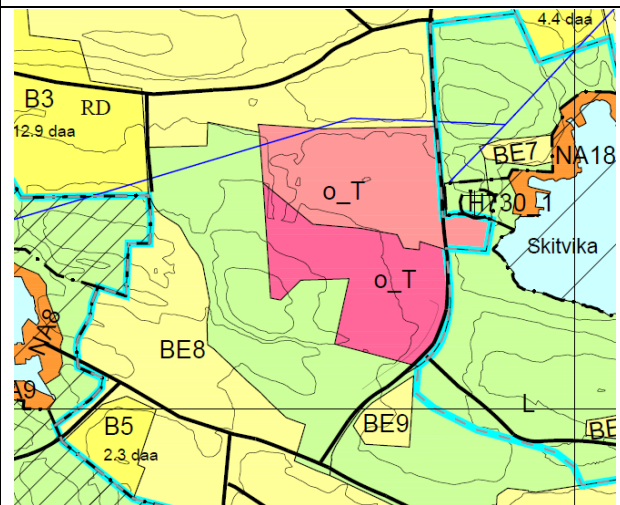 4.4 daa
B3
RD
12.9 daa
BE7
NA18
o_T
H730_1
Skitvika
o_T
NA8
BE8
A9
L
BE9
BE
B5
2.3 daa